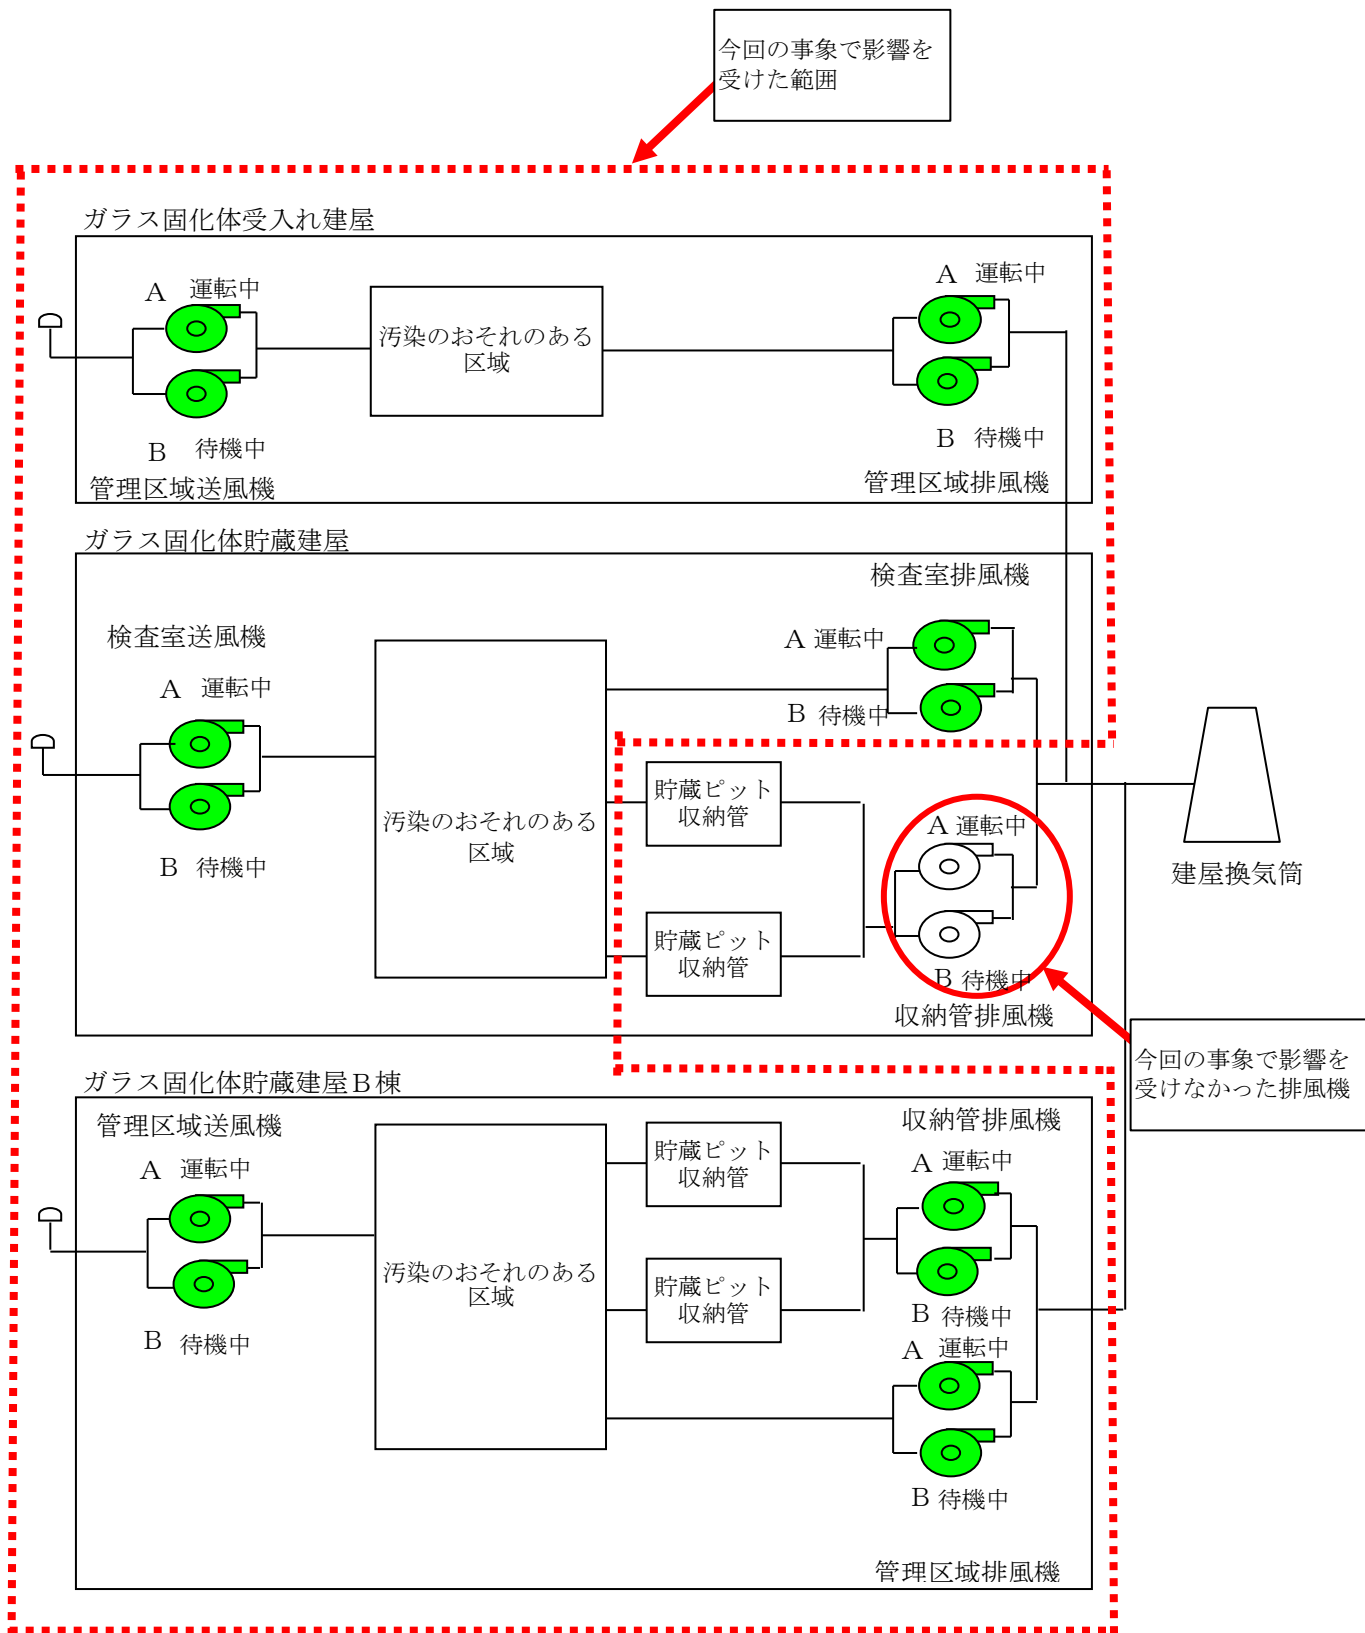 今回の事象で影響を
受けた範囲
ガラス固化体受入れ建屋
A 運転中
A 運転中
汚染のおそれのある
区域
B 待機中
B 待機中
管理区域送風機
管理区域排風機
ガラス固化体貯蔵建屋
検査室排風機
検査室送風機
A 運転中
A 運転中
B 待機中
貯蔵ピット
収納管
A 運転中
汚染のおそれのある
区域
B 待機中
建屋換気筒
貯蔵ピット
収納管
B 待機中
収納管排風機
今回の事象で影響を
受けなかった排風機
ガラス固化体貯蔵建屋B棟
管理区域送風機
収納管排風機
A 運転中
貯蔵ピット
収納管
A 運転中
汚染のおそれのある
区域
貯蔵ピット
収納管
B 待機中
B 待機中
A 運転中
B 待機中
管理区域排風機